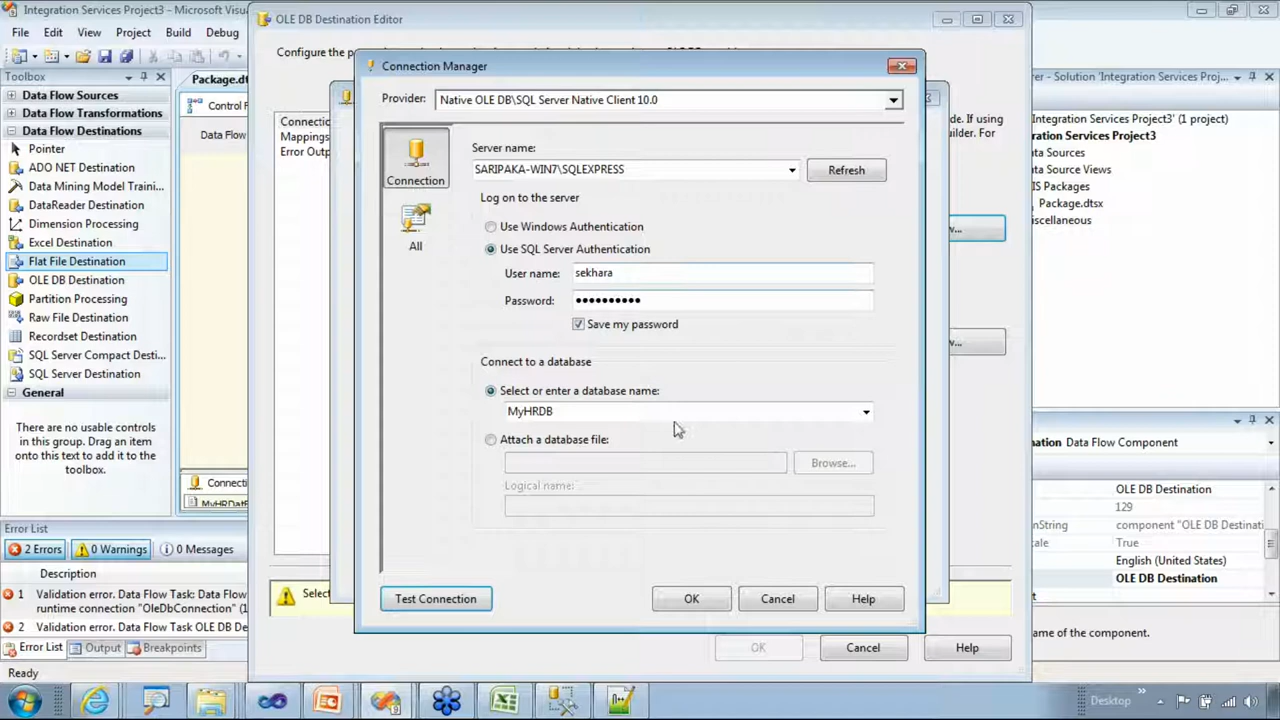 Integration Services Project3 - Microsoft Visu
File Edit View Project Build Debug
Toolbox
Data Flow Sources
Data Flow Transformations
Data Flow Destinations
Pointer
ADO NET Destination
Data Mining Model Traini...
DataReader Destination
Dimension Processing
Excel Destination
Flat File Destination
OLE DB Destination
Partition Processing
Raw File Destination
Recordset Destination
SQL Server Compact Desti...
SQL Server Destination
General
There are no usable controls
in this group. Drag an item
onto this text to add it to the
toolbox.
Package.dt
Control F
Data Flow
Connecti
MyHRDatF
Error List
2 Errors 0 Warnings 0 Messages
Description
1 Validation error. Data Flow Task: Data Flo
runtime connection "OleDbConnection" (1
2 Validation error. Data Flow Task OLE DB De
Error List Output Breakpoints
Ready
OLE DB Destination Editor
Configure the p
Connectio
Mappings
Error Outp
de. If using
uilder. For
w...
w...
Select
OK Cancel Help
Connection Manager
Provider: Native OLE DB\SQL Server Native Client 10.0
Connection
All
Server name:
SARIPAKA-WIN7\SQLEXPRESS
Refresh
Log on to the server
Use Windows Authentication
Use SQL Server Authentication
User name: sekhara
Password: ●●●●●●●●●●
Save my password
Connect to a database
Select or enter a database name:
MyHRDB
Attach a database file:
Browse...
Logical name:
Test Connection OK Cancel Help
rer - Solution 'Integration Services Proj...
Integration Services Project3' (1 project)
tegration Services Project3
ata Sources
ata Source Views
IS Packages
Package.dtsx
iscellaneous
nation Data Flow Component
OLE DB Destination
129
onString component "OLE DB Destinati
cale True
English (United States)
OLE DB Destination
ame of the component.
Desktop